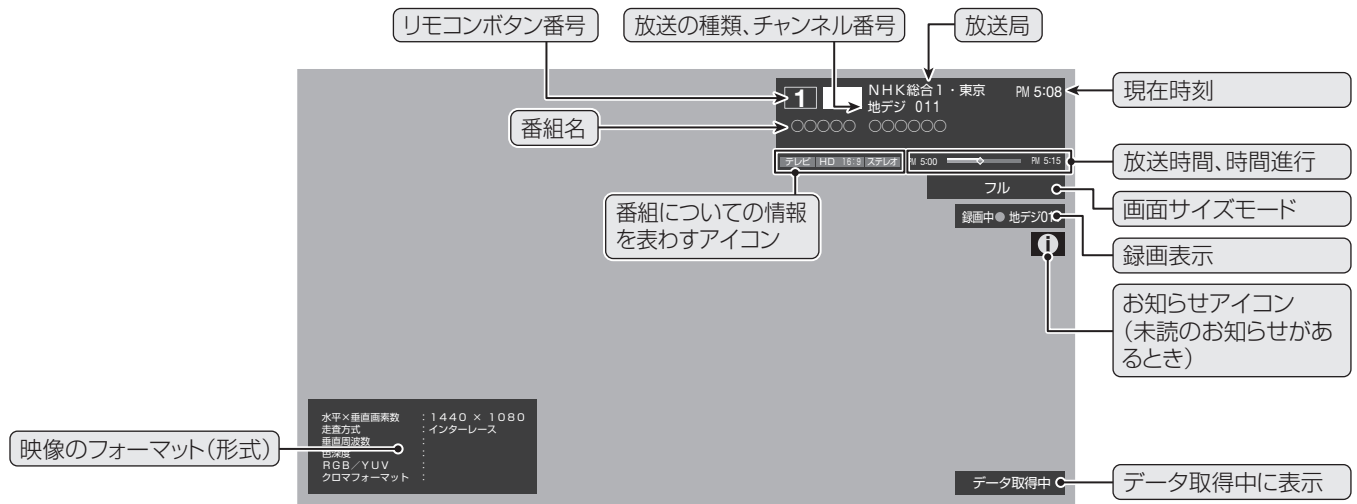 リモコンボタン番号
放送の種類、チャンネル番号
放送局
1
NHK総合1・東京
PM 5:08
現在時刻
地デジ 011
番組名
○○○○○ ○○○○○○
テレビ HD 16:9 ステレオ
PM 5:00
PM 5:15
放送時間、時間進行
フル
画面サイズモード
番組についての情報
を表わすアイコン
録画中● 地デジ01
録画表示
i
お知らせアイコン
(未読のお知らせがあ
るとき)
水平×垂直画素数 :1440 × 1080
走査方式 :インターレース
垂直周波数 :
色深度 :
RGB/YUV :
クロマフォーマット :
映像のフォーマット(形式)
データ取得中
データ取得中に表示